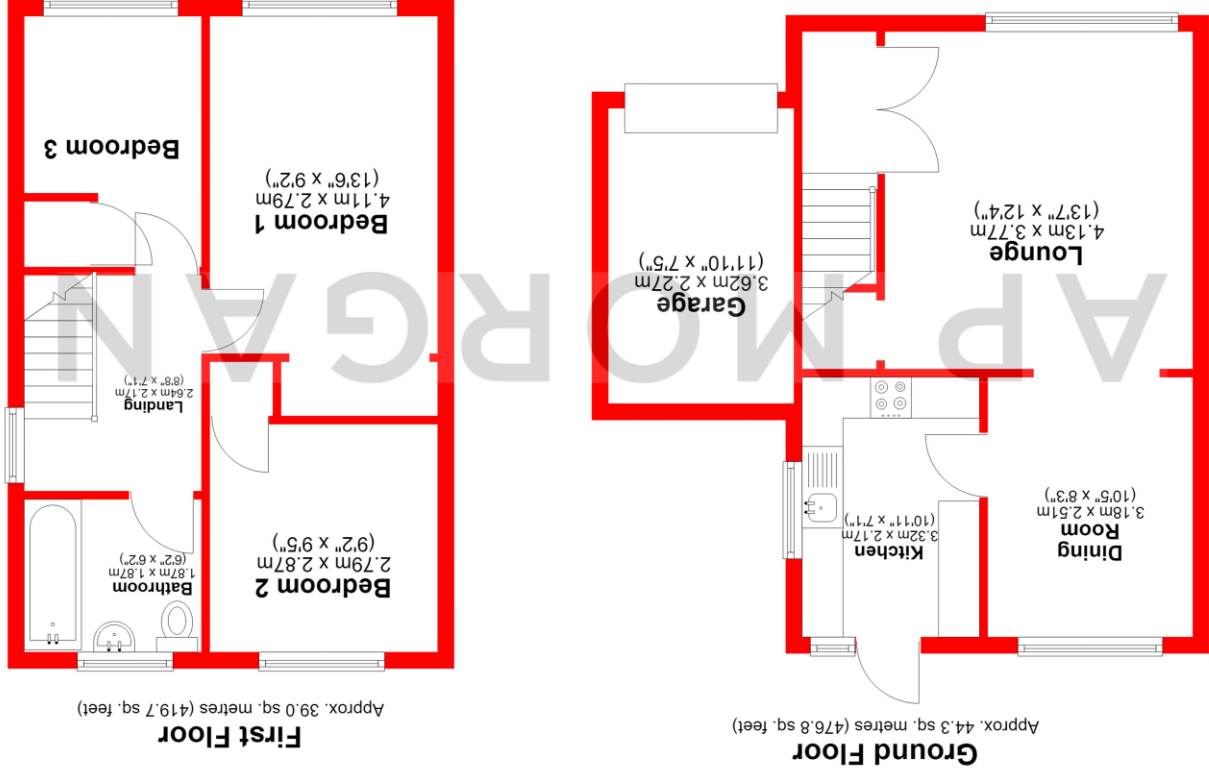 Ground Floor
Approx. 44.3 sq. metres (476.8 sq. feet)
Dining
Room
3.18m x 2.51m
(10'5" x 8'3")
Kitchen
3.32m x 2.17m
(10'11" x 7'1")
Lounge
4.13m x 3.77m
(13'7" x 12'4")
Garage
3.62m x 2.27m
(11'10" x 7'5")
First Floor
Approx. 39.0 sq. metres (419.7 sq. feet)
Bedroom 2
2.79m x 2.87m
(9'2" x 9'5")
Bathroom
1.87m x 1.87m
(6'2" x 6'2")
Landing
2.64m x 2.17m
(8'8" x 7'1")
Bedroom 1
4.11m x 2.79m
(13'6" x 9'2")
Bedroom 3
AP MORGAN